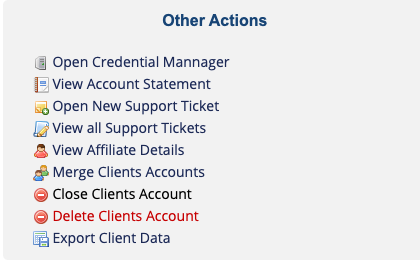 Other Actions
Open Credential Mannager
View Account Statement
Open New Support Ticket
View all Support Tickets
View Affiliate Details
Merge Clients Accounts
Close Clients Account
Delete Clients Account
Export Client Data